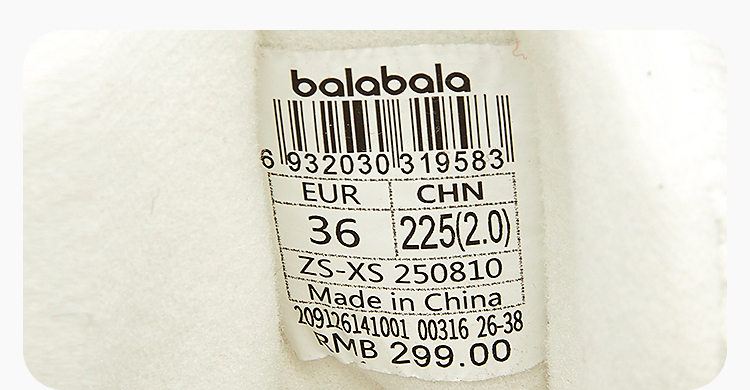 balabala
6 932030 319583
EUR CHN
36 225(2.0)
ZS-XS 250810
Made in China
209126141001 00316 26-38
RMB 299.00